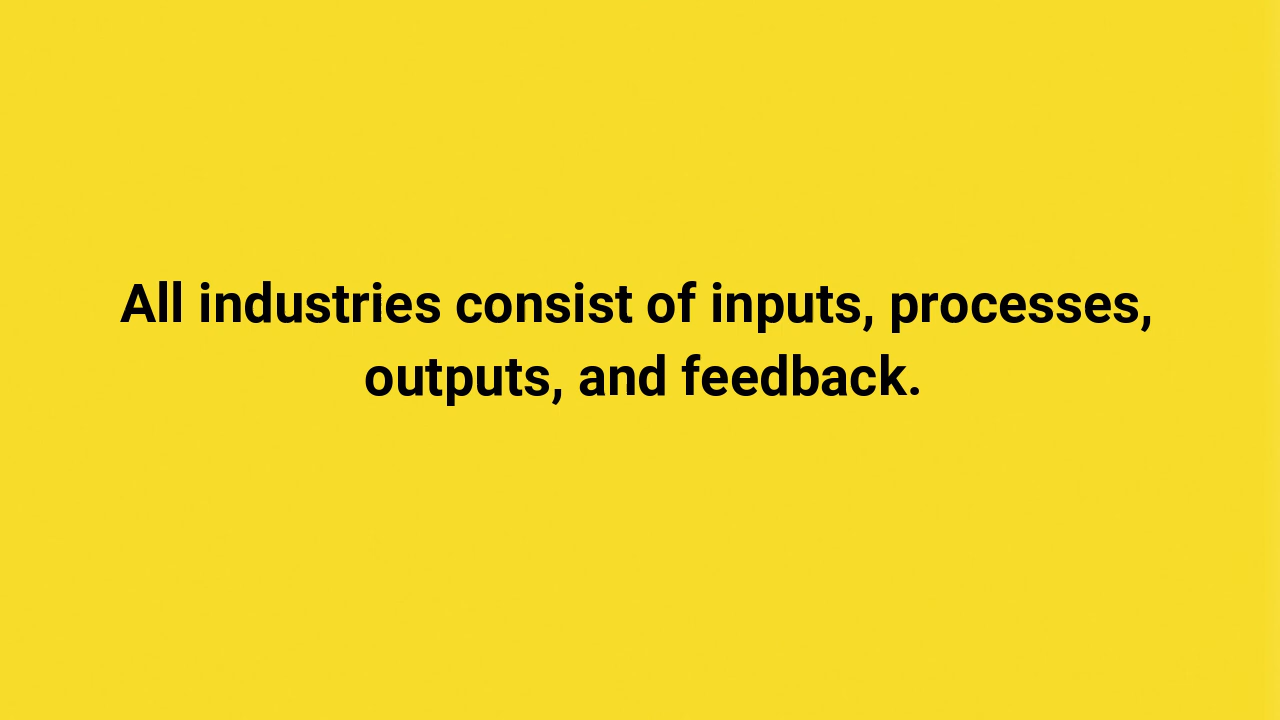 All industries consist of inputs, processes,
outputs, and feedback.